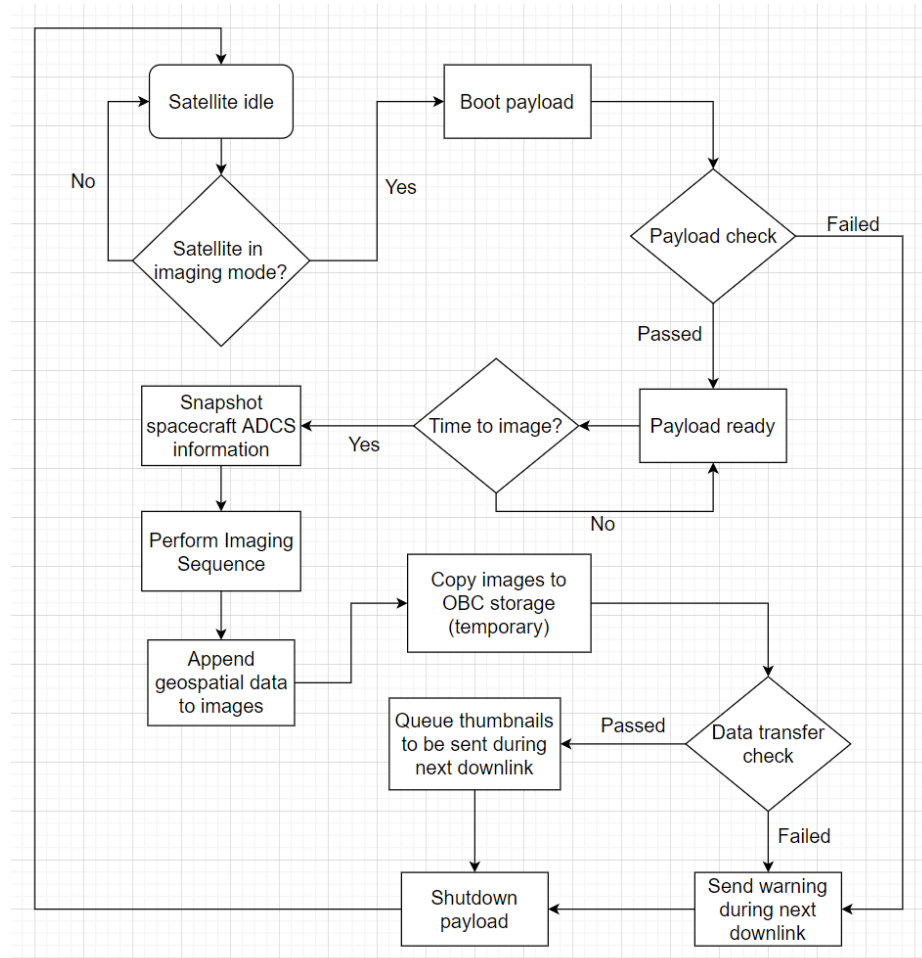 Satellite idle
No
Satellite in
imaging mode?
Yes
Boot payload
Payload check
Failed
Passed
Payload ready
Time to image?
No
Yes
Snapshot
spacecraft ADCS
information
Perform Imaging
Sequence
Append
geospatial data
to images
Copy images to
OBC storage
(temporary)
Data transfer
check
Passed
Queue thumbnails
to be sent during
next downlink
Failed
Send warning
during next
downlink
Shutdown
payload